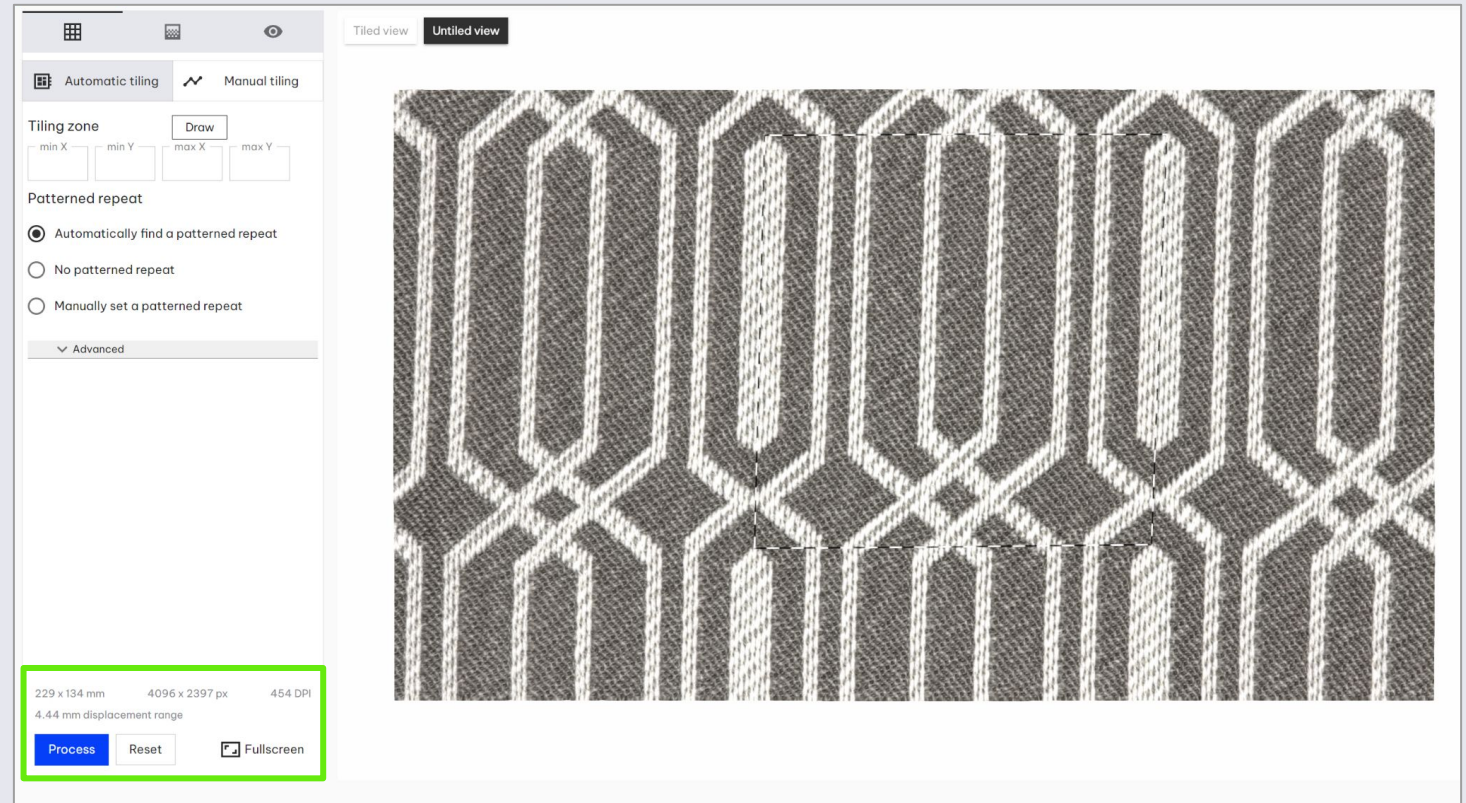 Tiled view Untiled view
Automatic tiling Manual tiling
Tiling zone Draw
min X min Y max X max Y
Patterned repeat
Automatically find a patterned repeat
No patterned repeat
Manually set a patterned repeat
Advanced
229 x 134 mm 4096 x 2397 px 454 DPI
4.44 mm displacement range
Process Reset Fullscreen